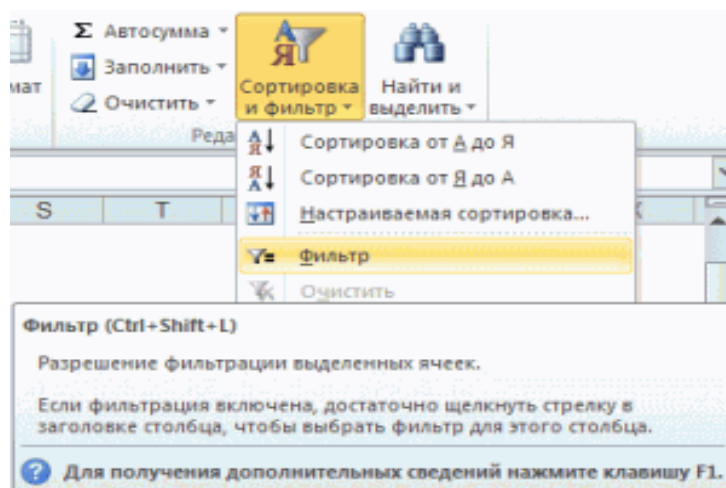 Σ Автосумма
Заполнить
Очистить
мат
Сортировка
и фильтр
Найти и
выделить
Реда
Сортировка от А до Я
Сортировка от Я до А
Настраиваемая сортировка...
S T
Фильтр
Очистить
Фильтр (Ctrl+Shift+L)
Разрешение фильтрации выделенных ячеек.
Если фильтрация включена, достаточно щелкнуть стрелку в
заголовке столбца, чтобы выбрать фильтр для этого столбца.
Для получения дополнительных сведений нажмите клавишу F1.